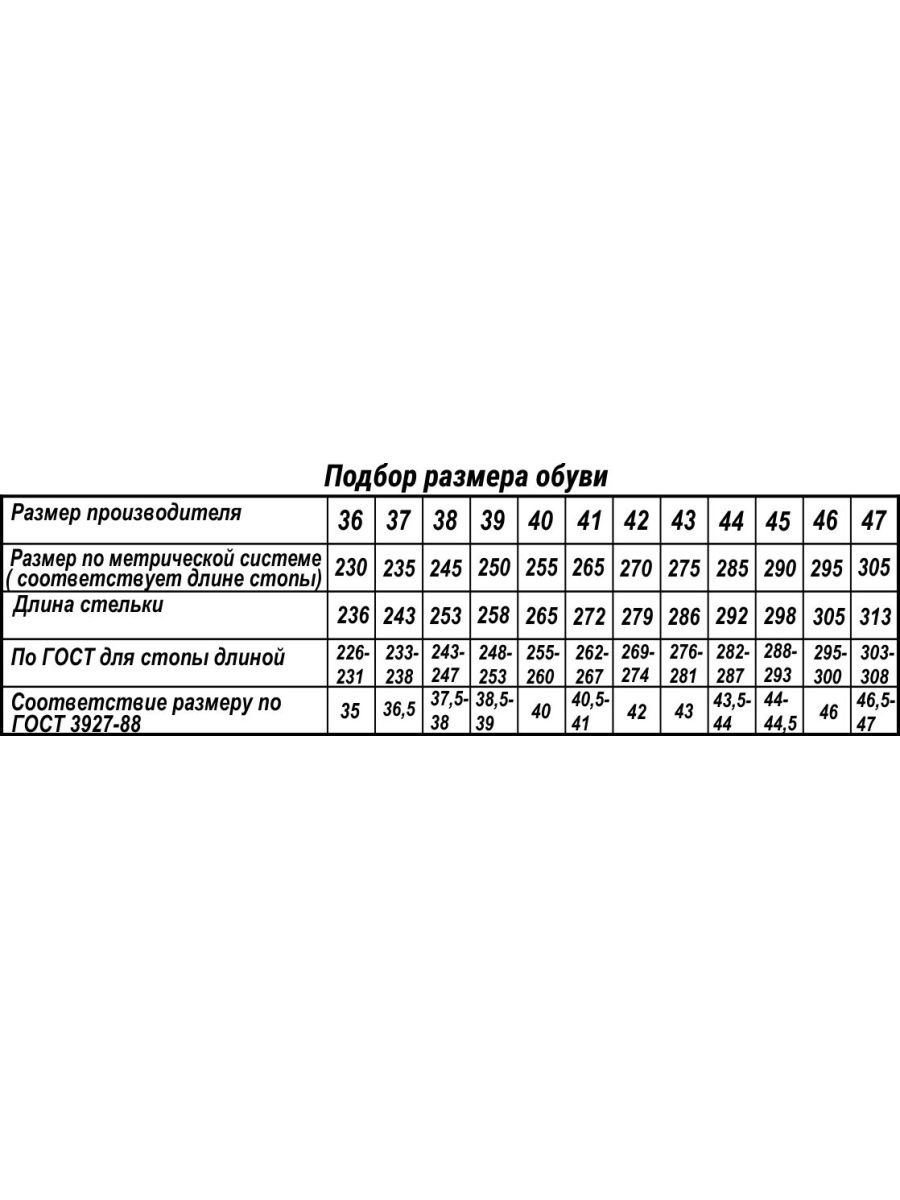 Подбор размера обуви
Размер производителя 36 37 38 39 40 41 42 43 44 45 46 47
Размер по метрической системе
( соответствует длине стопы) 230 235 245 250 255 265 270 275 285 290 295 305
Длина стельки 236 243 253 258 265 272 279 286 292 298 305 313
По ГОСТ для стопы длиной 226- 233- 243- 248- 255- 262- 269- 276- 282- 288- 295- 303-
231 238 247 253 260 267 274 281 287 293 300 308
Соответствие размеру по 35 36,5 37,5- 38,5- 40 40,5- 42 43 43,5- 44- 46 46,5-
ГОСТ 3927-88 38 39 41 44 44,5 47